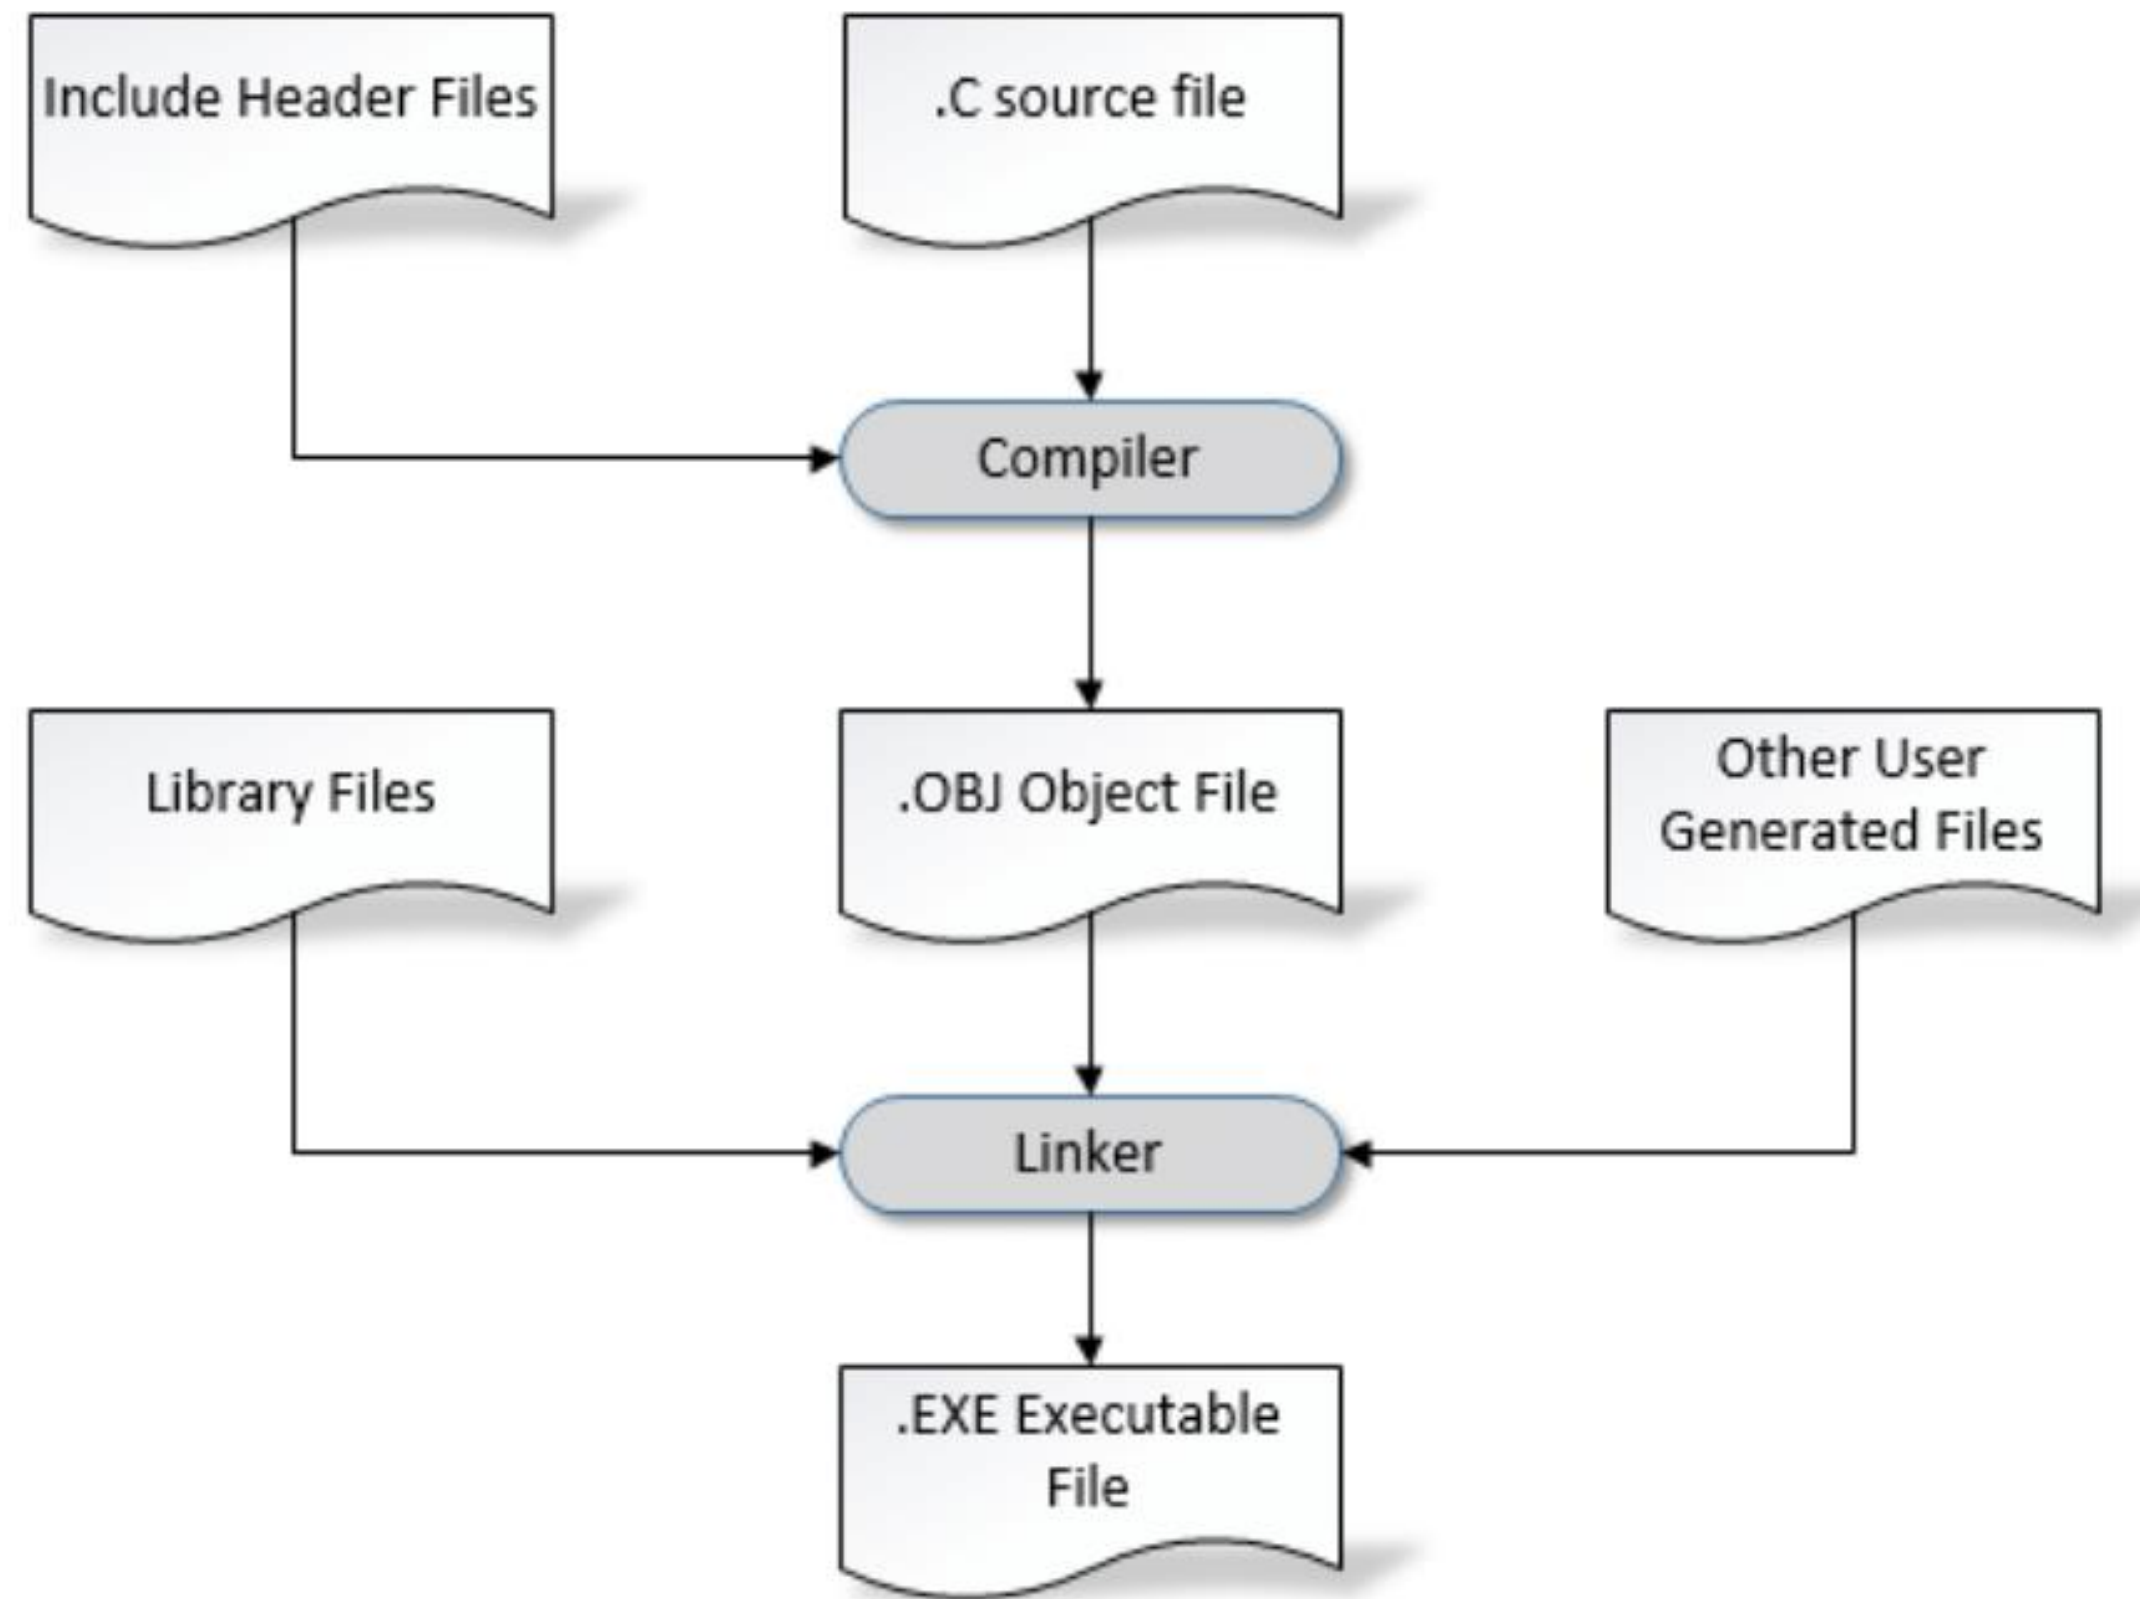 Include Header Files
.C source file
Compiler
Library Files
.OBJ Object File
Other User
Generated Files
Linker
.EXE Executable
File